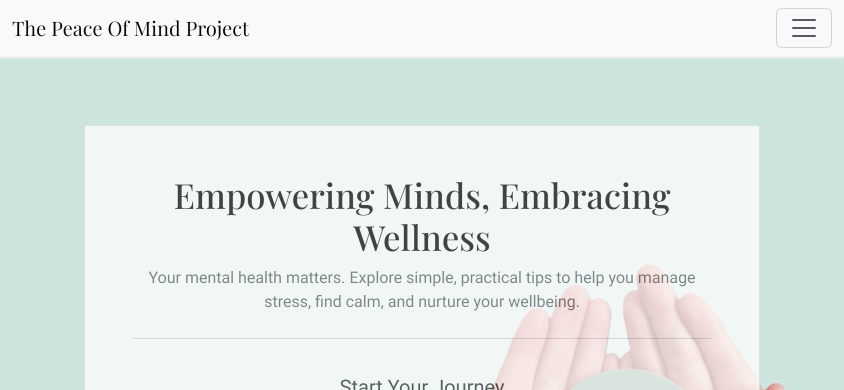 The Peace Of Mind Project
Empowering Minds, Embracing
Wellness
Your mental health matters. Explore simple, practical tips to help you manage
stress, find calm, and nurture your wellbeing.
Start Your Journey